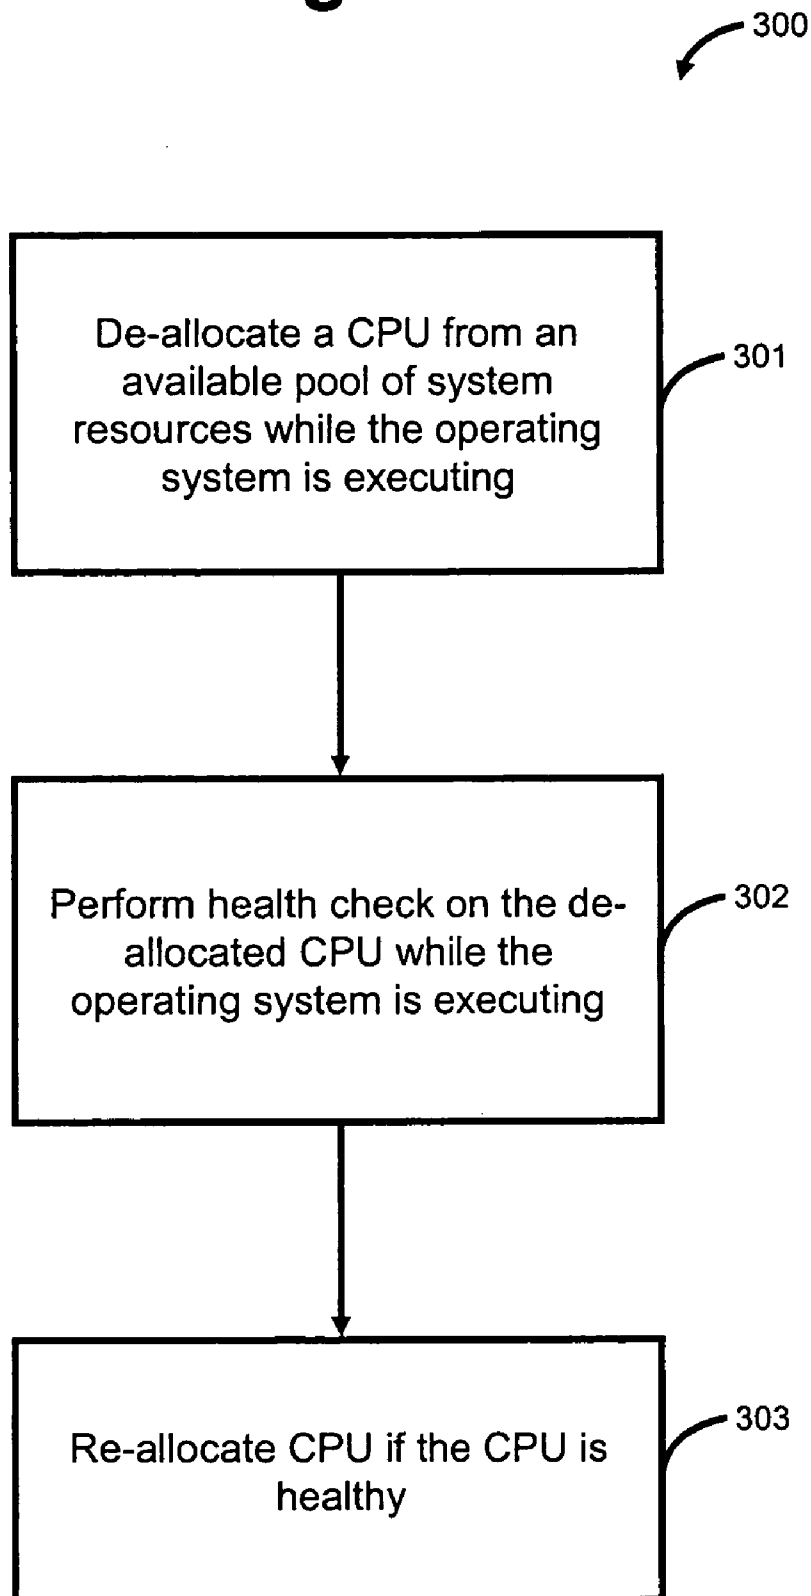 300
De-allocate a CPU from an
available pool of system
resources while the operating
system is executing
301
Perform health check on the de-
allocated CPU while the
operating system is executing
302
Re-allocate CPU if the CPU is
healthy
303